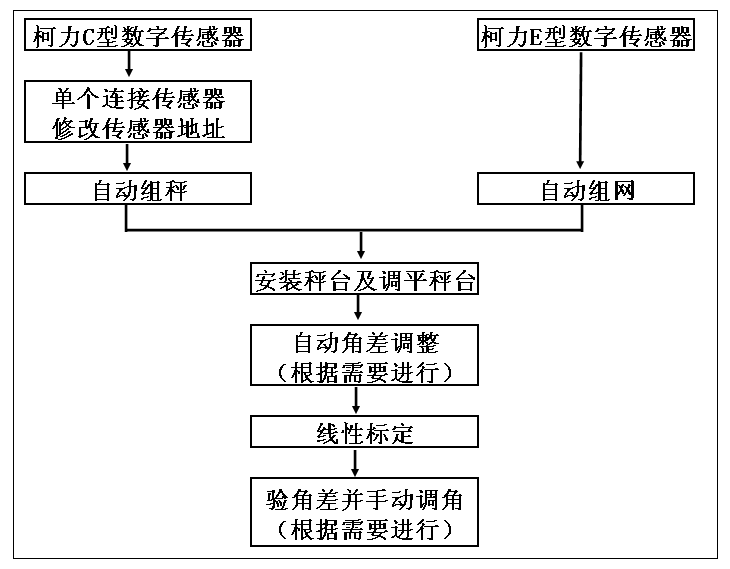 柯力C型数字传感器
柯力E型数字传感器
单个连接传感器
修改传感器地址
自动组秤
自动组网
安装秤台及调平秤台
自动角差调整
（根据需要进行）
线性标定
验角差并手动调角
（根据需要进行）